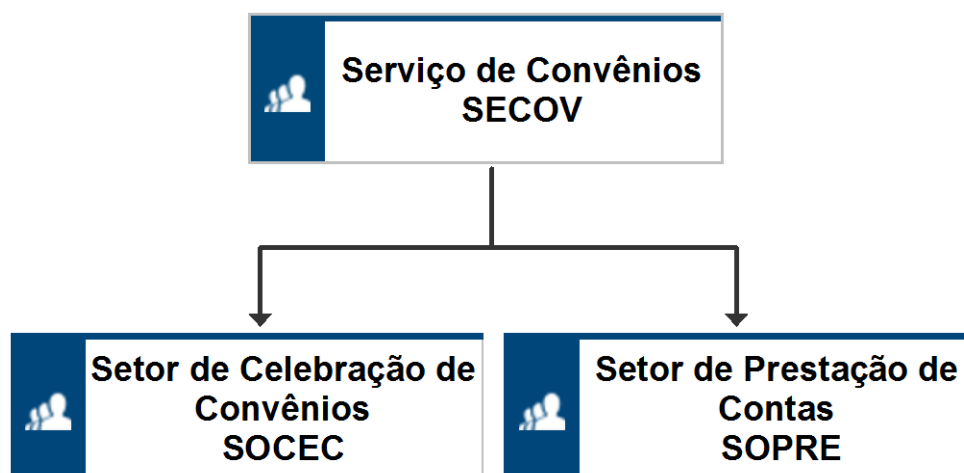 Serviço de Convênios
SECOV
Setor de Celebração de
Convênios
SOCEC
Setor de Prestação de
Contas
SOPRE